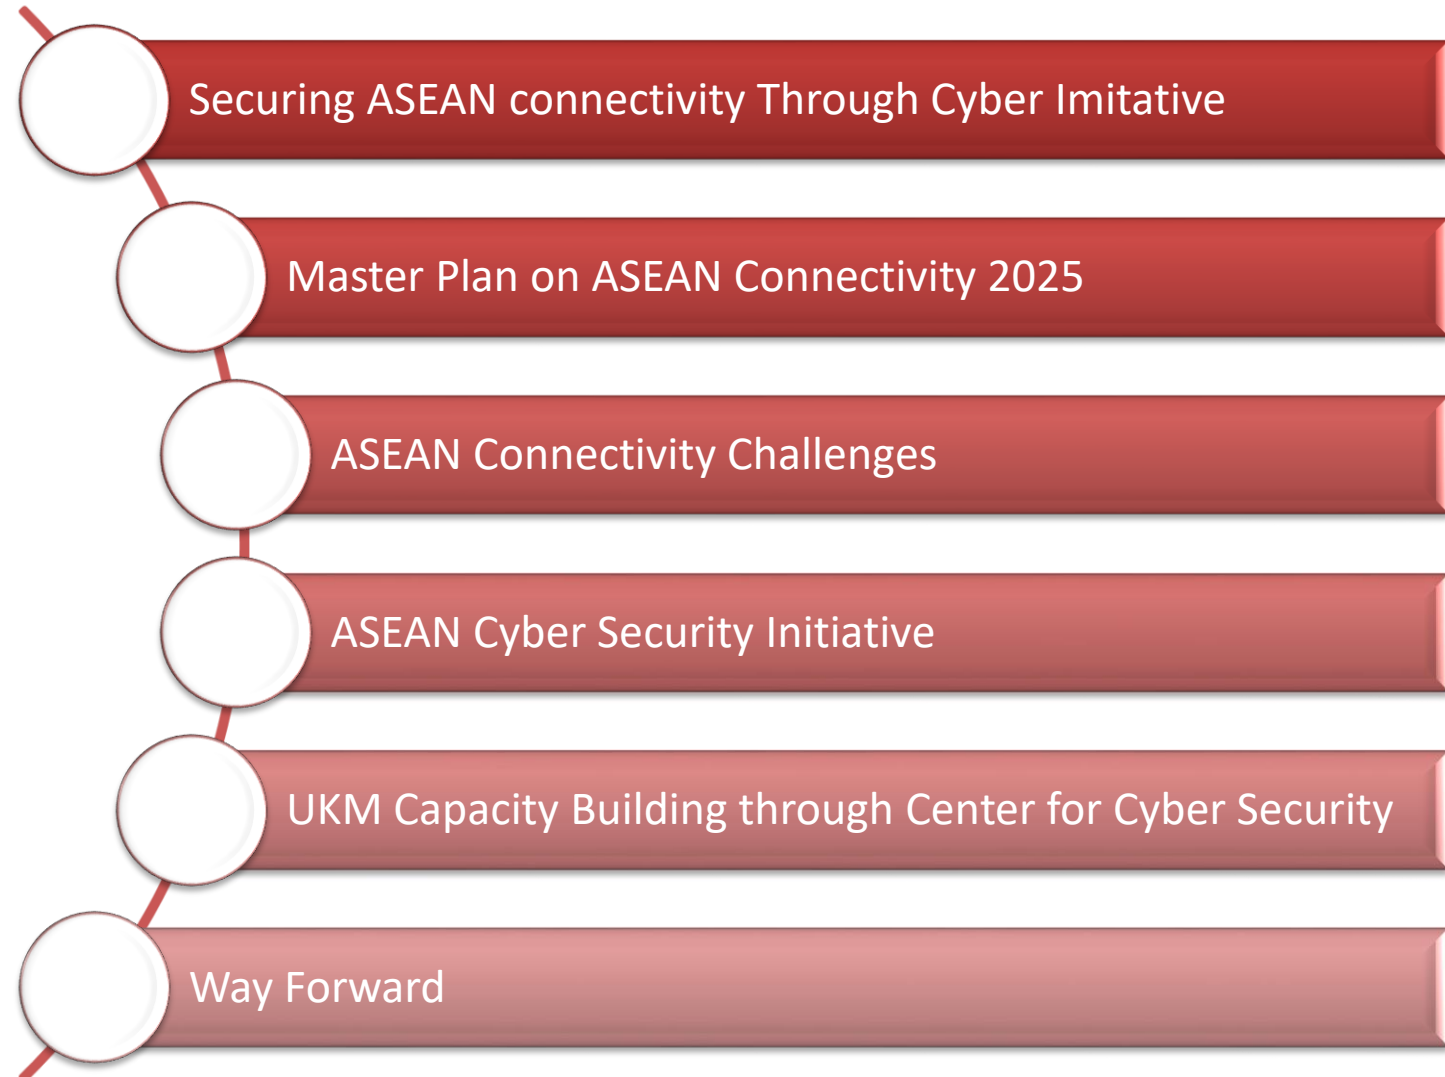 Securing ASEAN connectivity Through Cyber Imitative
Master Plan on ASEAN Connectivity 2025
ASEAN Connectivity Challenges
ASEAN Cyber Security Initiative
UKM Capacity Building through Center for Cyber Security
Way Forward